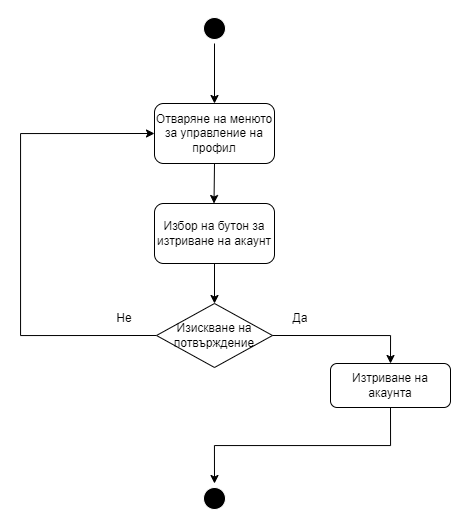 Отваряне на менюто
за управление на
профил
Избор на бутон за
изтриване на акаунт
Не
Да
Изискване на
потвърждение
Изтриване на
акаунта